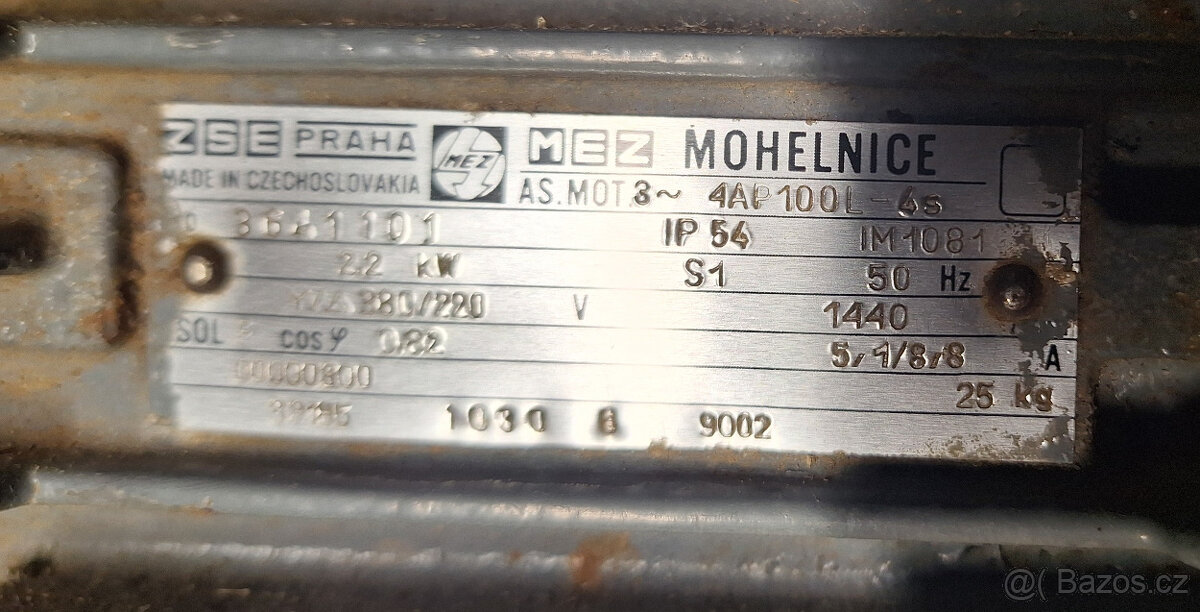 ZSE PRAHA MEZ MEZ MOHELNICE
MADE IN CZECHOSLOVAKIA AS. MOT. 3~ 4AP100L-4s
3641101 IP 54 IM1081
2.2 kW S1 50 Hz
380/220 V 1440
SOL cos φ 0,82 5,1/8,8 A
25 kg
1030 9002
@( Bazos.cz